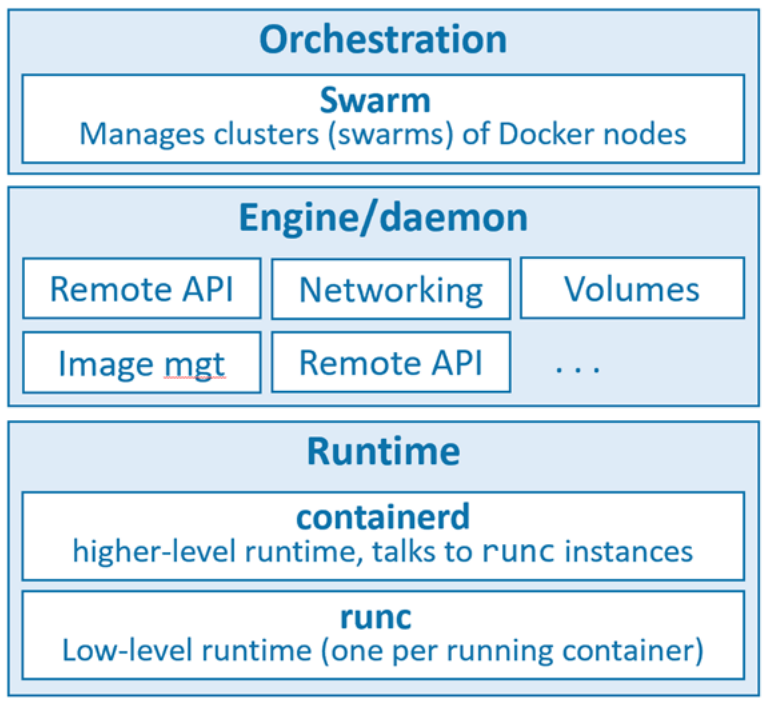 Orchestration
Swarm
Manages clusters (swarms) of Docker nodes
Engine/daemon
Remote API
Networking
Volumes
Image mgt
Remote API
...
Runtime
containerd
higher-level runtime, talks to runc instances
runc
Low-level runtime (one per running container)